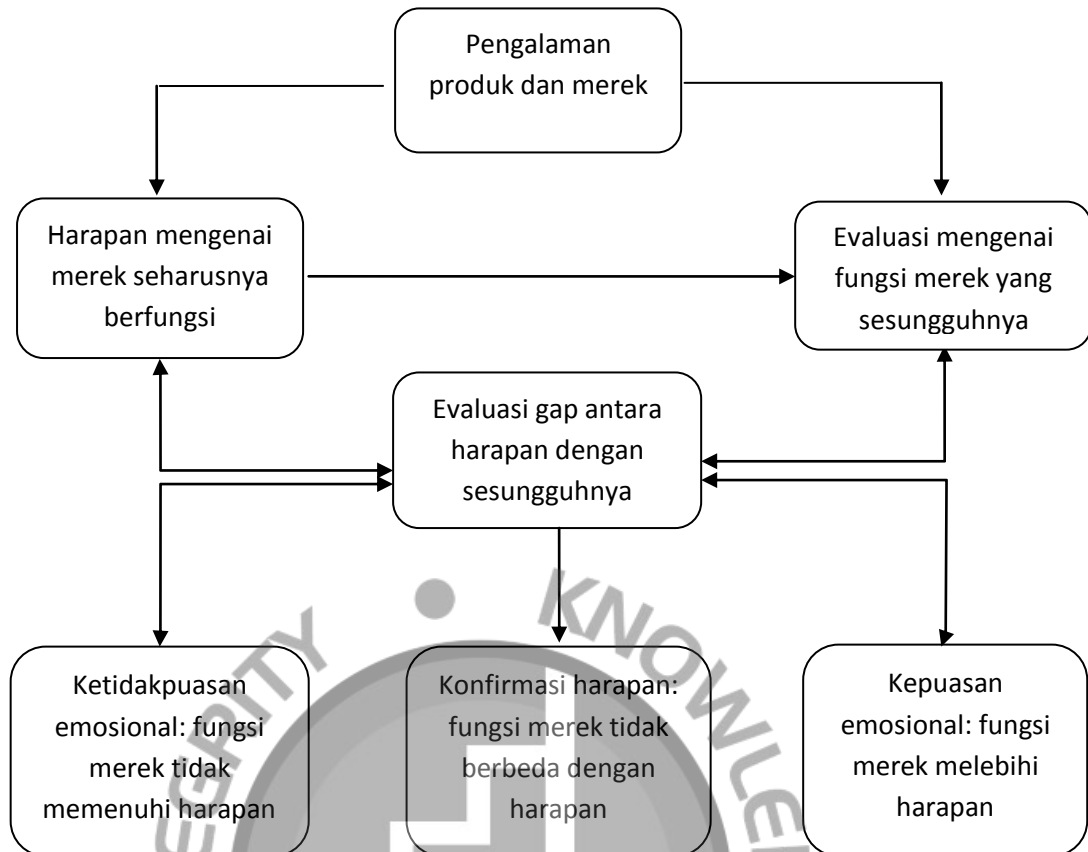 Pengalaman
produk dan merek
Harapan mengenai
merek seharusnya
berfungsi
Evaluasi mengenai
fungsi merek yang
sesungguhnya
Evaluasi gap antara
harapan dengan
sesungguhnya
Ketidakpuasan
emosional: fungsi
merek tidak
memenuhi harapan
Konfirmasi harapan:
fungsi merek tidak
berbeda dengan
harapan
Kepuasan
emosional: fungsi
merek melebihi
harapan